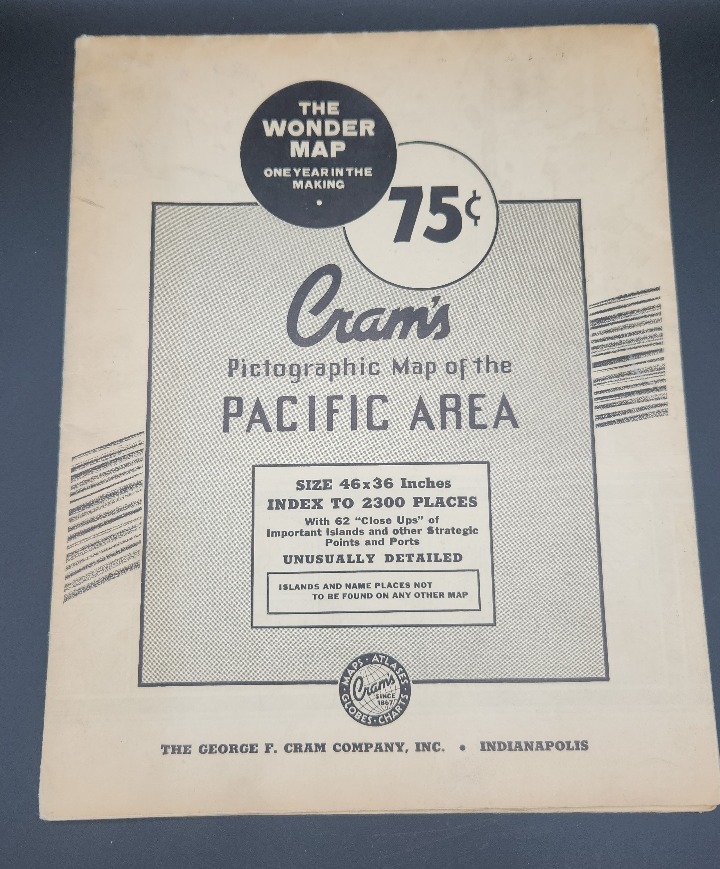 THE
WONDER
MAP
ONE YEAR IN THE
MAKING
75¢
Cram's
Pictographic Map of the
PACIFIC AREA
SIZE 46x36 Inches
INDEX TO 2300 PLACES
With 62 "Close Ups" of
Important Islands and other Strategic
Points and Ports
UNUSUALLY DETAILED
ISLANDS AND NAME PLACES NOT
TO BE FOUND ON ANY OTHER MAP
MAPS · ATLASES
Cram's
SINCE
1867
GLOBES · CHARTS
THE GEORGE F. CRAM COMPANY, INC. • INDIANAPOLIS